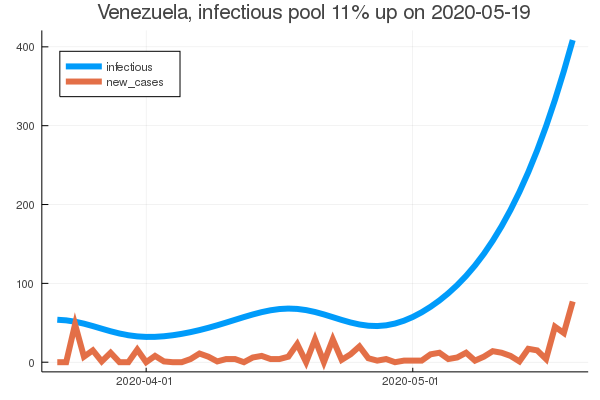 Venezuela, infectious pool 11% up on 2020-05-19
400
infectious
new_cases
300
200
100
0
2020-04-01
2020-05-01